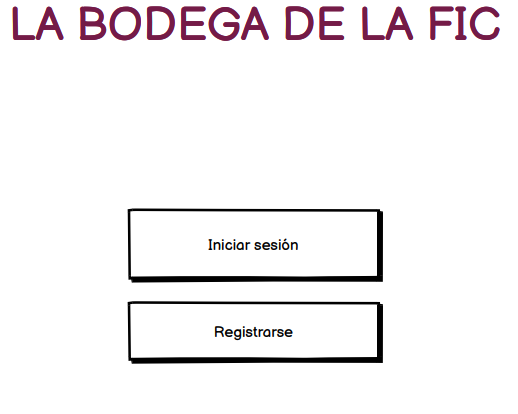 LA BODEGA DE LA FIC
Iniciar sesión
Registrarse